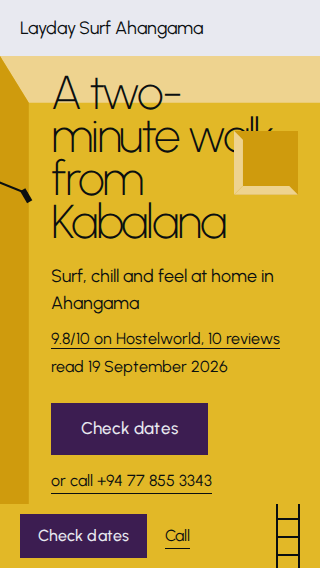 Layday Surf Ahangama
A two-
minute walk
from
Kabalana
Surf, chill and feel at home in
Ahangama
9.8/10 on Hostelworld, 10 reviews
read 19 September 2026
Check dates
or call +94 77 855 3343
Check dates
Call